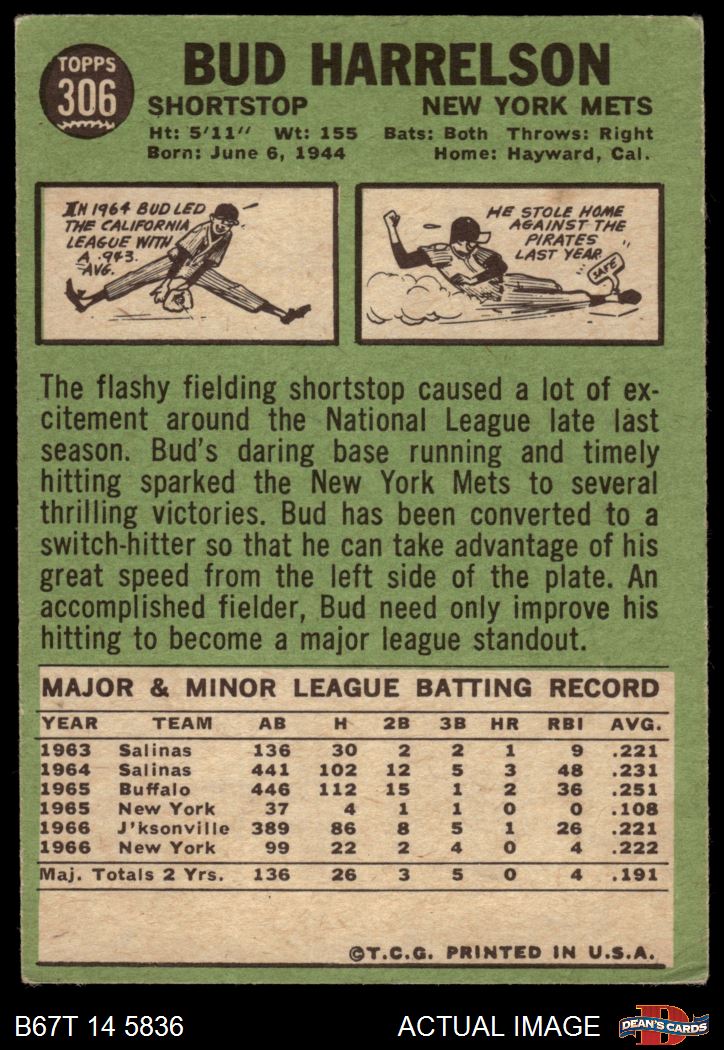 TOPPS
306
BUD HARRELSON
SHORTSTOP NEW YORK METS
Ht: 5'11" Wt: 155 Bats: Both Throws: Right
Born: June 6, 1944 Home: Hayward, Cal.
IN 1964 BUD LED
THE CALIFORNIA
LEAGUE WITH
A .943
AVG.
HE STOLE HOME
AGAINST THE
PIRATES
LAST YEAR
SAFE
The flashy fielding shortstop caused a lot of ex-
citement around the National League late last
season. Bud's daring base running and timely
hitting sparked the New York Mets to several
thrilling victories. Bud has been converted to a
switch-hitter so that he can take advantage of his
great speed from the left side of the plate. An
accomplished fielder, Bud need only improve his
hitting to become a major league standout.
MAJOR & MINOR LEAGUE BATTING RECORD
YEAR TEAM AB H 2B 3B HR RBI AVG.
1963 Salinas 136 30 2 2 1 9 .221
1964 Salinas 441 102 12 5 3 48 .231
1965 Buffalo 446 112 15 1 2 36 .251
1965 New York 37 4 1 1 0 0 .108
1966 J'ksonville 389 86 8 5 1 26 .221
1966 New York 99 22 2 4 0 4 .222
Maj. Totals 2 Yrs. 136 26 3 5 0 4 .191
©T.C.G. PRINTED IN U.S.A.
B67T 14 5836 ACTUAL IMAGE
D
DEAN'S CARDS